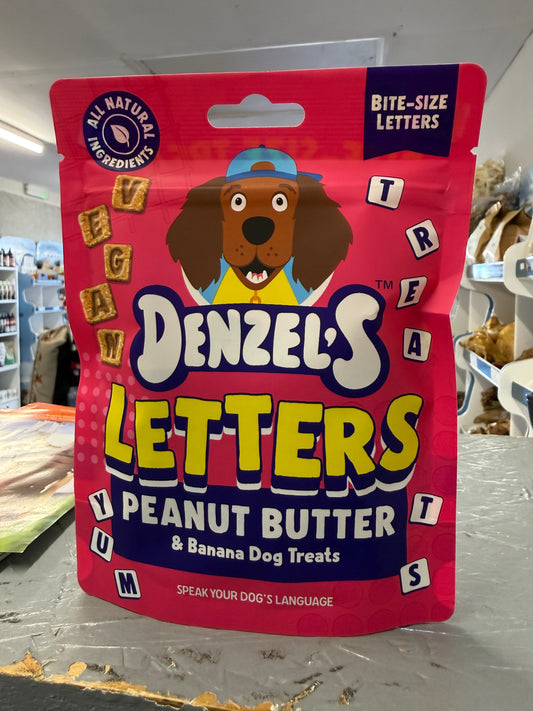 ALL NATURAL
INGREDIENTS
BITE-SIZE
LETTERS
VEGAN
TREATS
DENZEL'S™
LETTERS
PEANUT BUTTER
& Banana Dog Treats
YUM
SPEAK YOUR DOG'S LANGUAGE